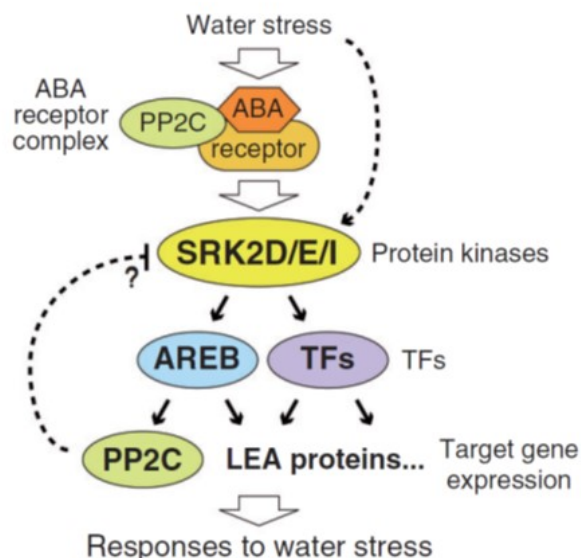 Water stress
ABA
receptor
complex
PP2C
ABA
receptor
SRK2D/E/I
Protein kinases
?
AREB
TFs
TFs
PP2C
LEA proteins...
Target gene
expression
Responses to water stress